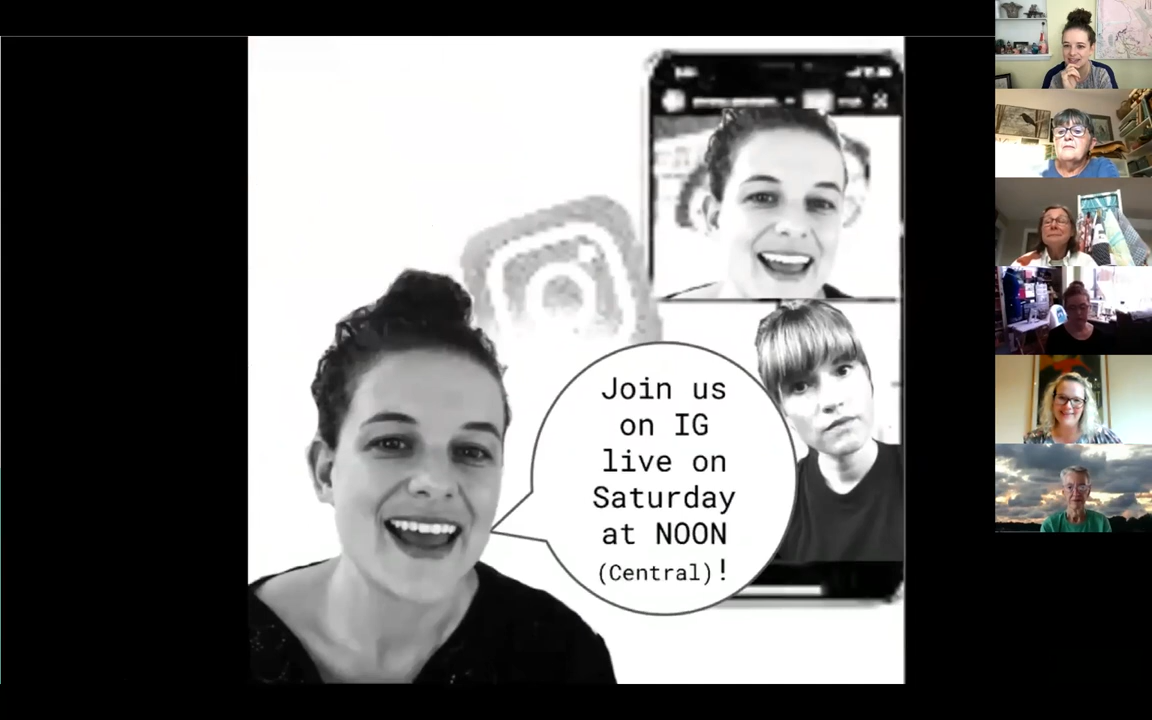 Join us
on IG
live on
Saturday
at NOON
(Central)!